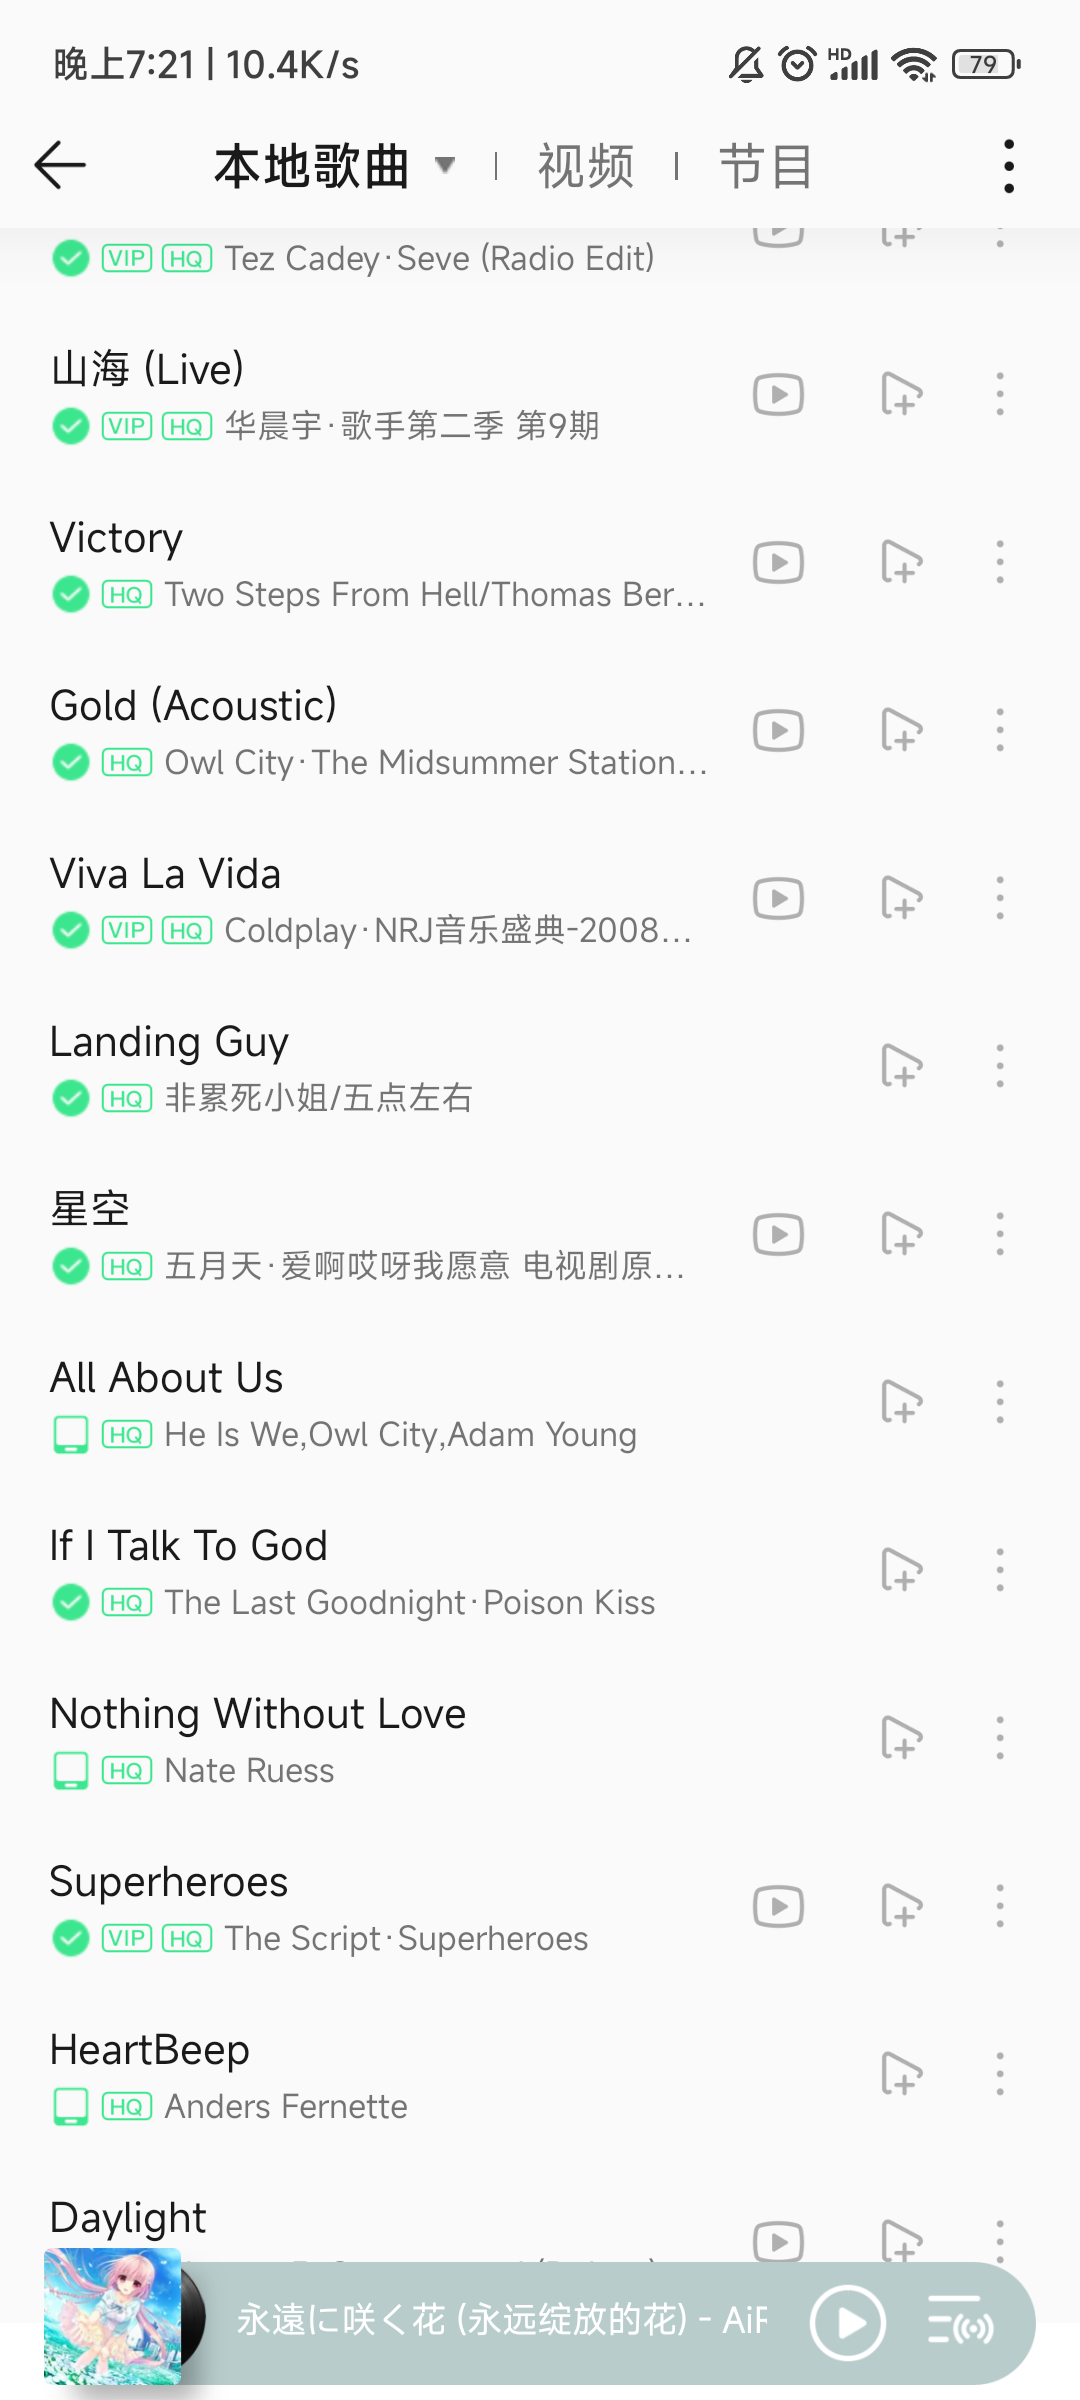 晚上7:21 | 10.4K/s HD 79
本地歌曲 | 视频 | 节目
VIP HQ Tez Cadey·Seve (Radio Edit)
山海 (Live)
VIP HQ 华晨宇·歌手第二季 第9期
Victory
HQ Two Steps From Hell/Thomas Ber...
Gold (Acoustic)
HQ Owl City·The Midsummer Station...
Viva La Vida
VIP HQ Coldplay·NRJ音乐盛典-2008...
Landing Guy
HQ 非累死小姐/五点左右
星空
HQ 五月天·爱啊哎呀我愿意 电视剧原...
All About Us
HQ He Is We,Owl City,Adam Young
If I Talk To God
HQ The Last Goodnight·Poison Kiss
Nothing Without Love
HQ Nate Ruess
Superheroes
VIP HQ The Script·Superheroes
HeartBeep
HQ Anders Fernette
Daylight
永遠に咲く花 (永远绽放的花) - Ai